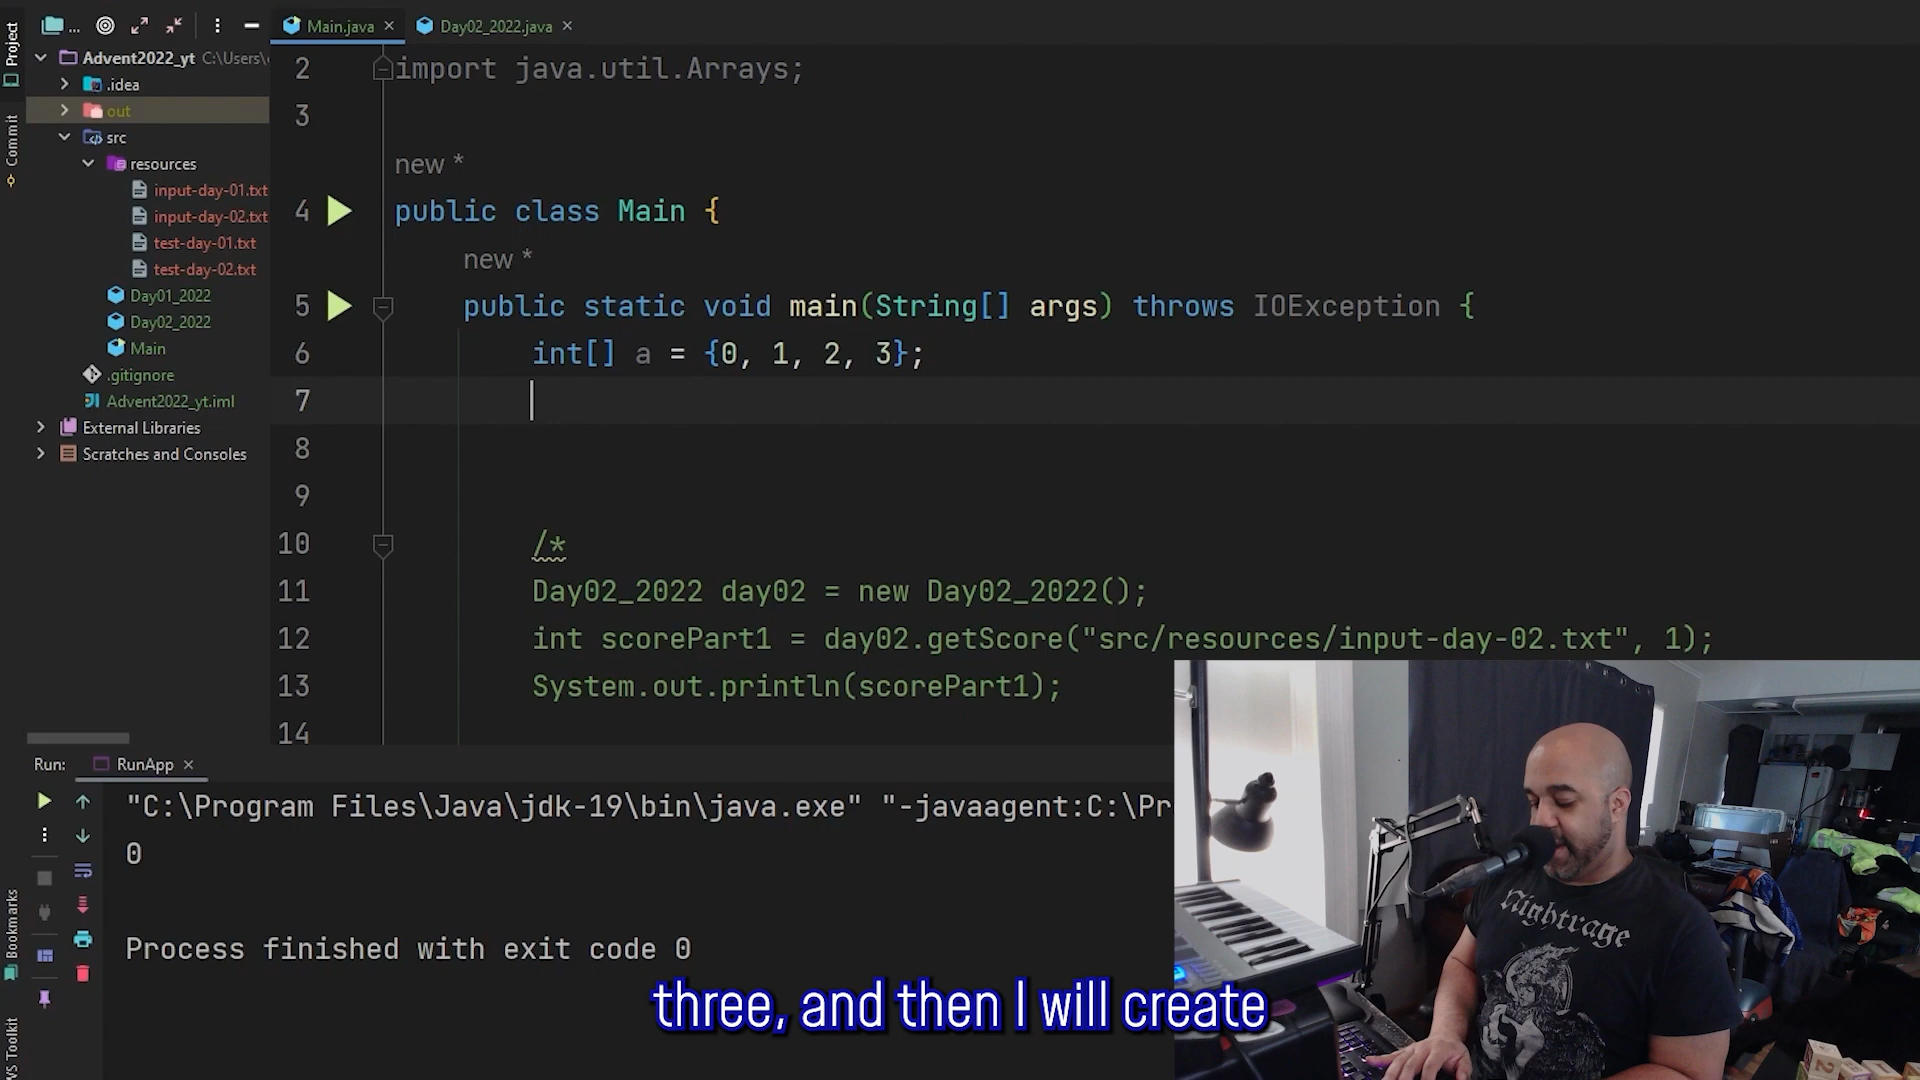 Project
Commit
Bookmarks
VS Toolkit
...
Advent2022_yt C:\Users\
.idea
out
src
resources
input-day-01.txt
input-day-02.txt
test-day-01.txt
test-day-02.txt
Day01_2022
Day02_2022
Main
.gitignore
Advent2022_yt.iml
External Libraries
Scratches and Consoles
Main.java
Day02_2022.java
2 import java.util.Arrays;
3
new *
4 public class Main {
new *
5 public static void main(String[] args) throws IOException {
6 int[] a = {0, 1, 2, 3};
7
8
9
10 /*
11 Day02_2022 day02 = new Day02_2022();
12 int scorePart1 = day02.getScore("src/resources/input-day-02.txt", 1);
13 System.out.println(scorePart1);
14
Run: RunApp
"C:\Program Files\Java\jdk-19\bin\java.exe" "-javaagent:C:\Pr
0
Process finished with exit code 0
three, and then I will create
Nightrage
2